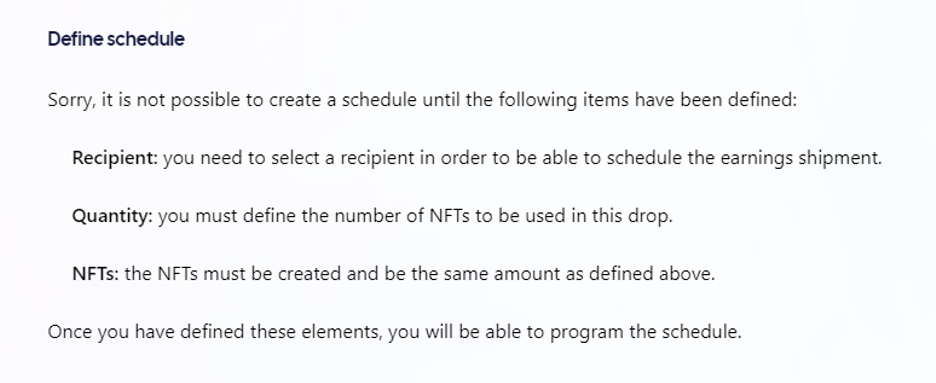 Define schedule
Sorry, it is not possible to create a schedule until the following items have been defined:
Recipient: you need to select a recipient in order to be able to schedule the earnings shipment.
Quantity: you must define the number of NFTs to be used in this drop.
NFTs: the NFTs must be created and be the same amount as defined above.
Once you have defined these elements, you will be able to program the schedule.